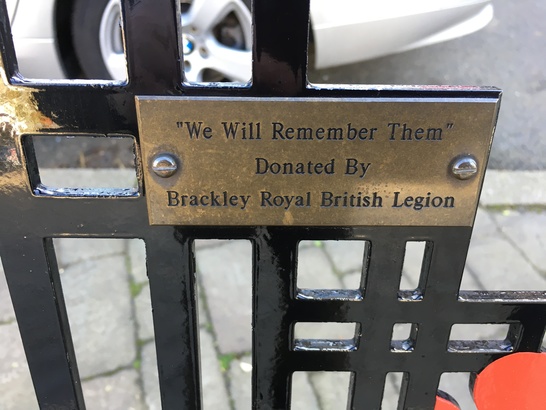 "We Will Remember Them"
Donated By
Brackley Royal British Legion